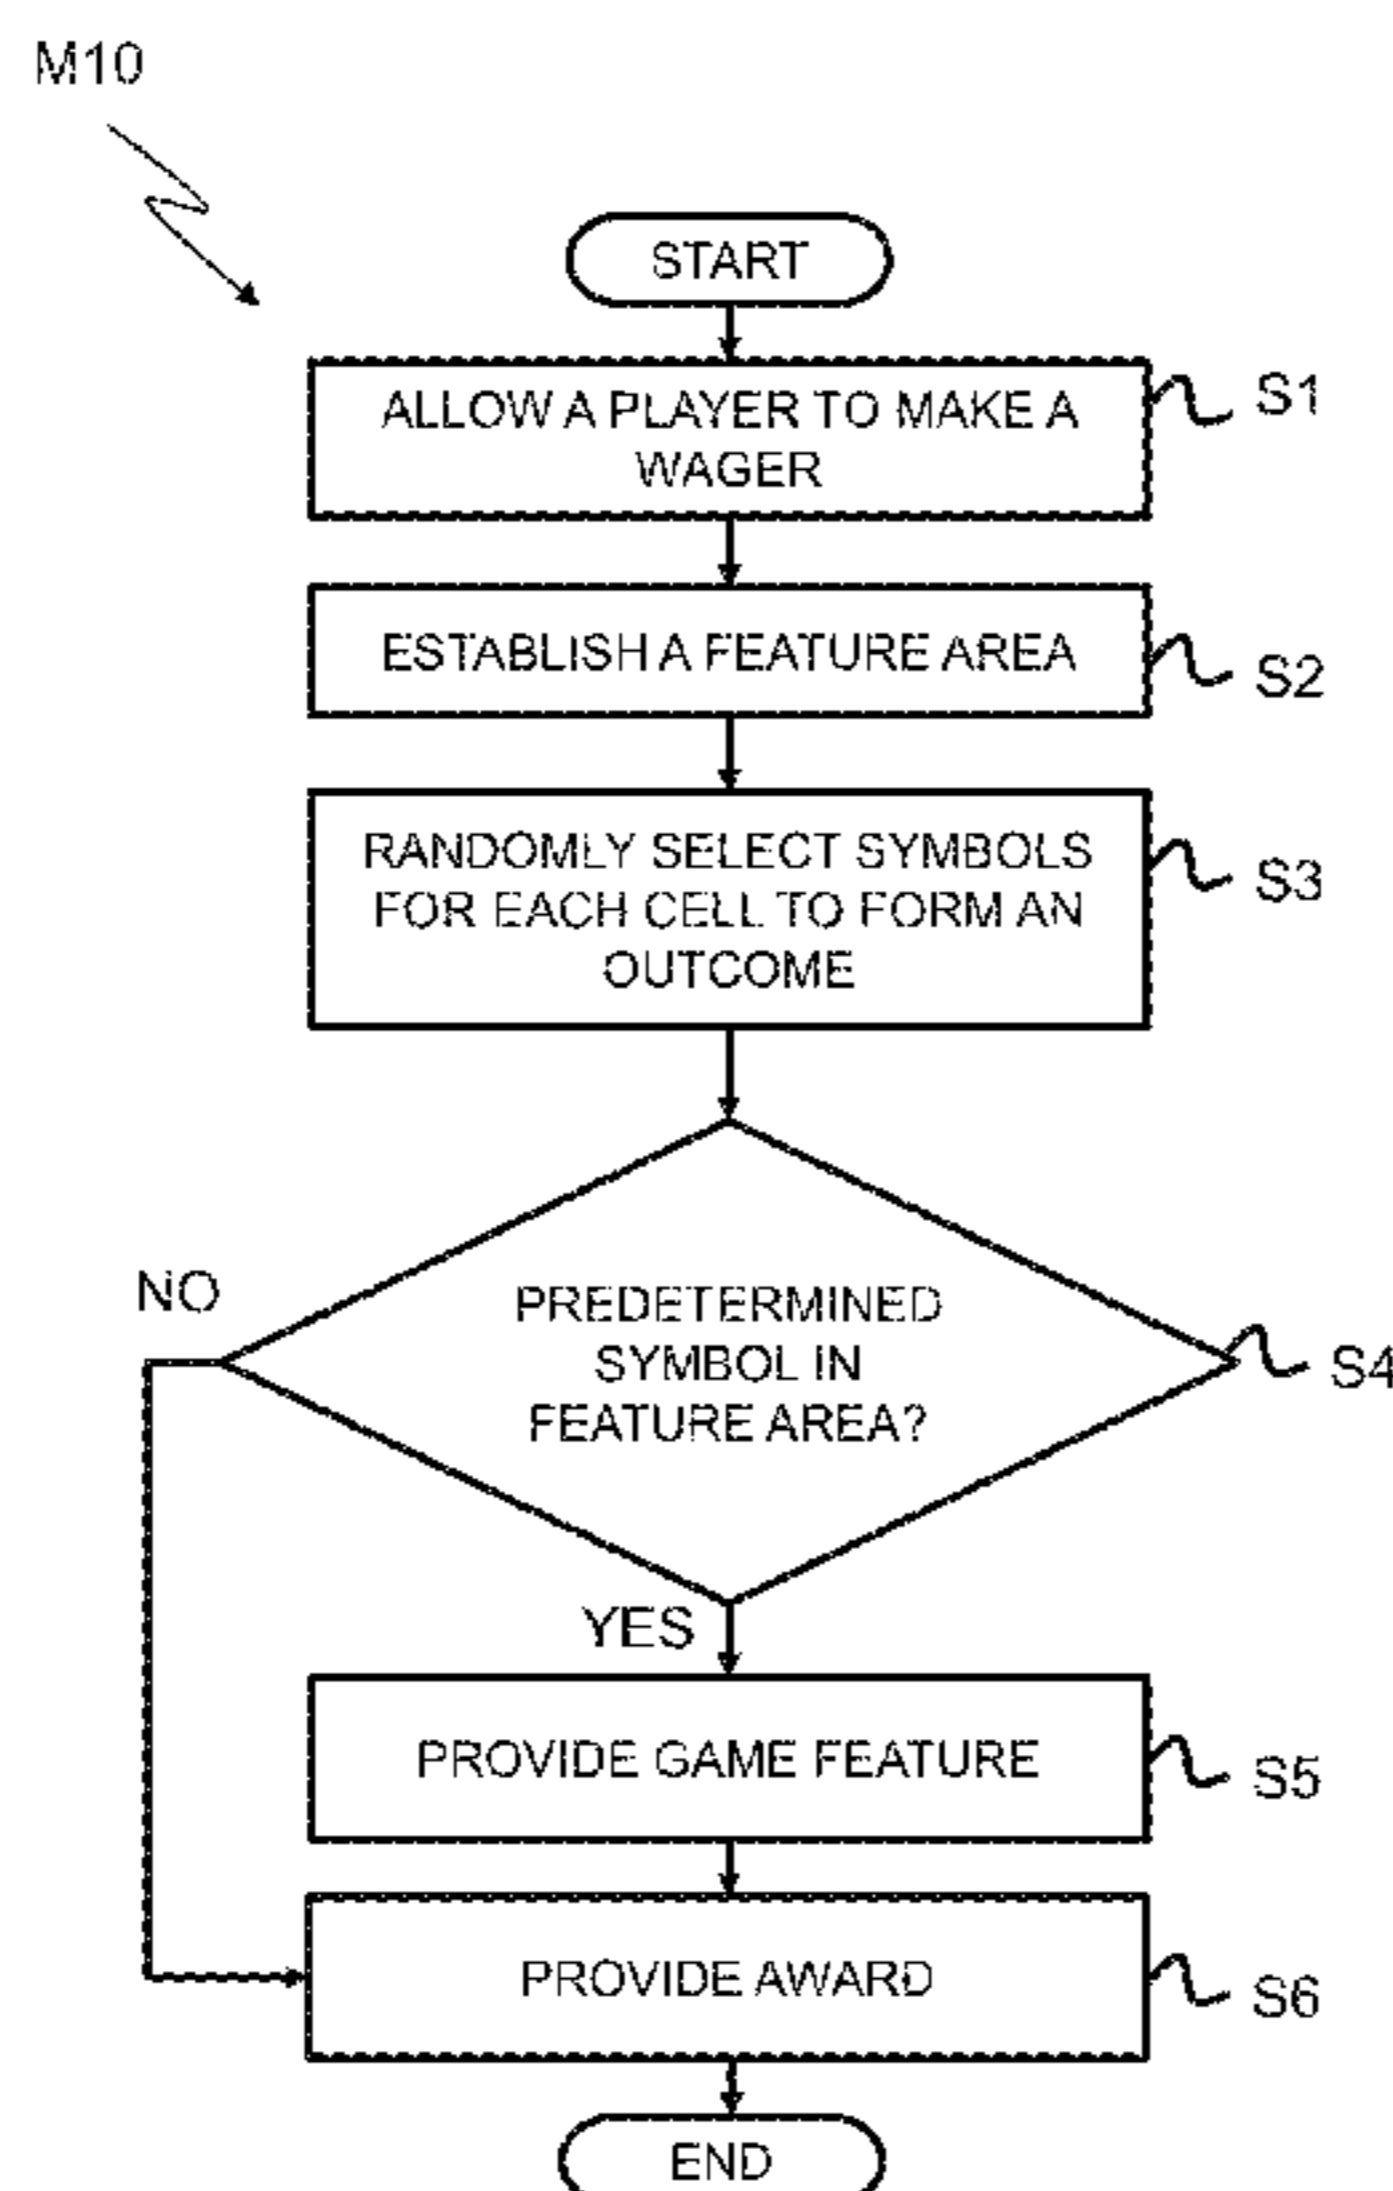 M10
START
ALLOW A PLAYER TO MAKE A
WAGER
S1
ESTABLISH A FEATURE AREA
S2
RANDOMLY SELECT SYMBOLS
FOR EACH CELL TO FORM AN
OUTCOME
S3
NO
PREDETERMINED
SYMBOL IN
FEATURE AREA?
S4
YES
PROVIDE GAME FEATURE
S5
PROVIDE AWARD
S6
END